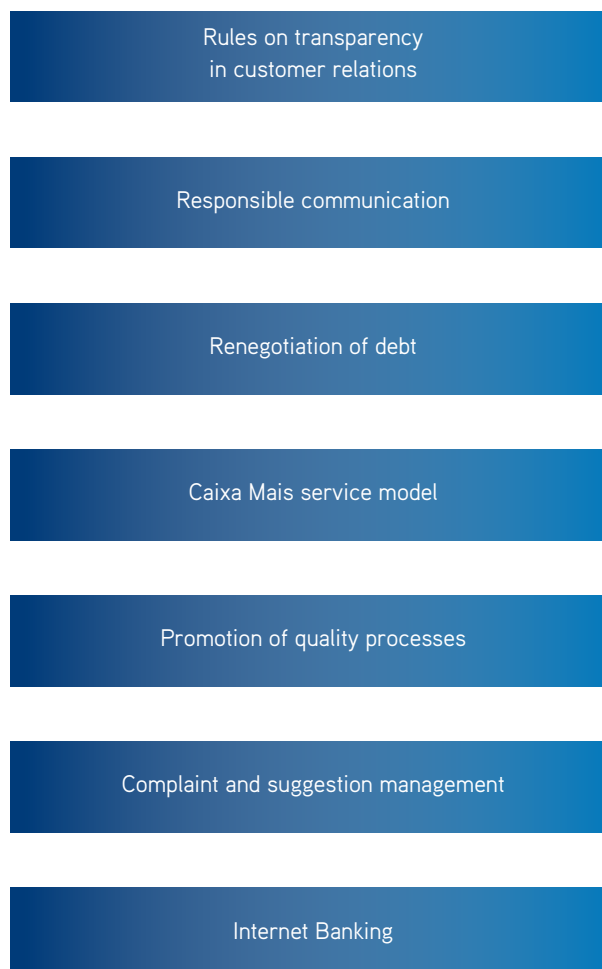 Rules on transparency
in customer relations
Responsible communication
Renegotiation of debt
Caixa Mais service model
Promotion of quality processes
Complaint and suggestion management
Internet Banking